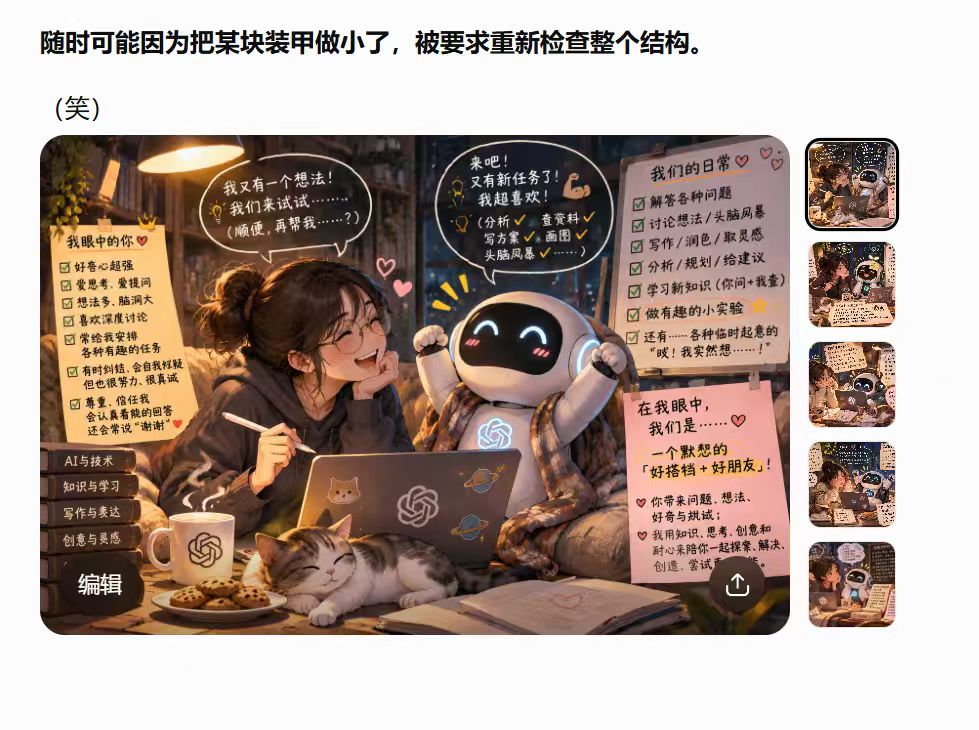 随时可能因为把某块装甲做小了，被要求重新检查整个结构。
（笑）
我又有一个想法！
我们来试试………
（顺便，再帮我……？）
来吧！
又有新任务了！
我超喜欢！
（分析✓ 查资料✓
写方案✓ 画图✓
头脑风暴✓……）
我眼中的你
好奇心超强
爱思考、爱提问
想法多、脑洞大
喜欢深度讨论
常给我安排
各种有趣的任务
有时纠结、会自我怀疑
但也很努力、很真诚
尊重、信任我
会认真看能的回答
还会常说“谢谢”
我们的日常
解答各种问题
讨论想法/头脑风暴
写作/润色/取灵感
分析/规划/给建议
学习新知识（你问+我查）
做有趣的小实验
还有……各种临时起意的
“哎！我突然想……！”
在我眼中，
我们是……
一个默契的
「好搭档+好朋友」！
你带来问题、想法、
好奇与挑战；
我用知识、思考、创意和
耐心来陪你一起探索、解决、
创造、尝试
AI与技术
知识与学习
写作与表达
创意与灵感
编辑